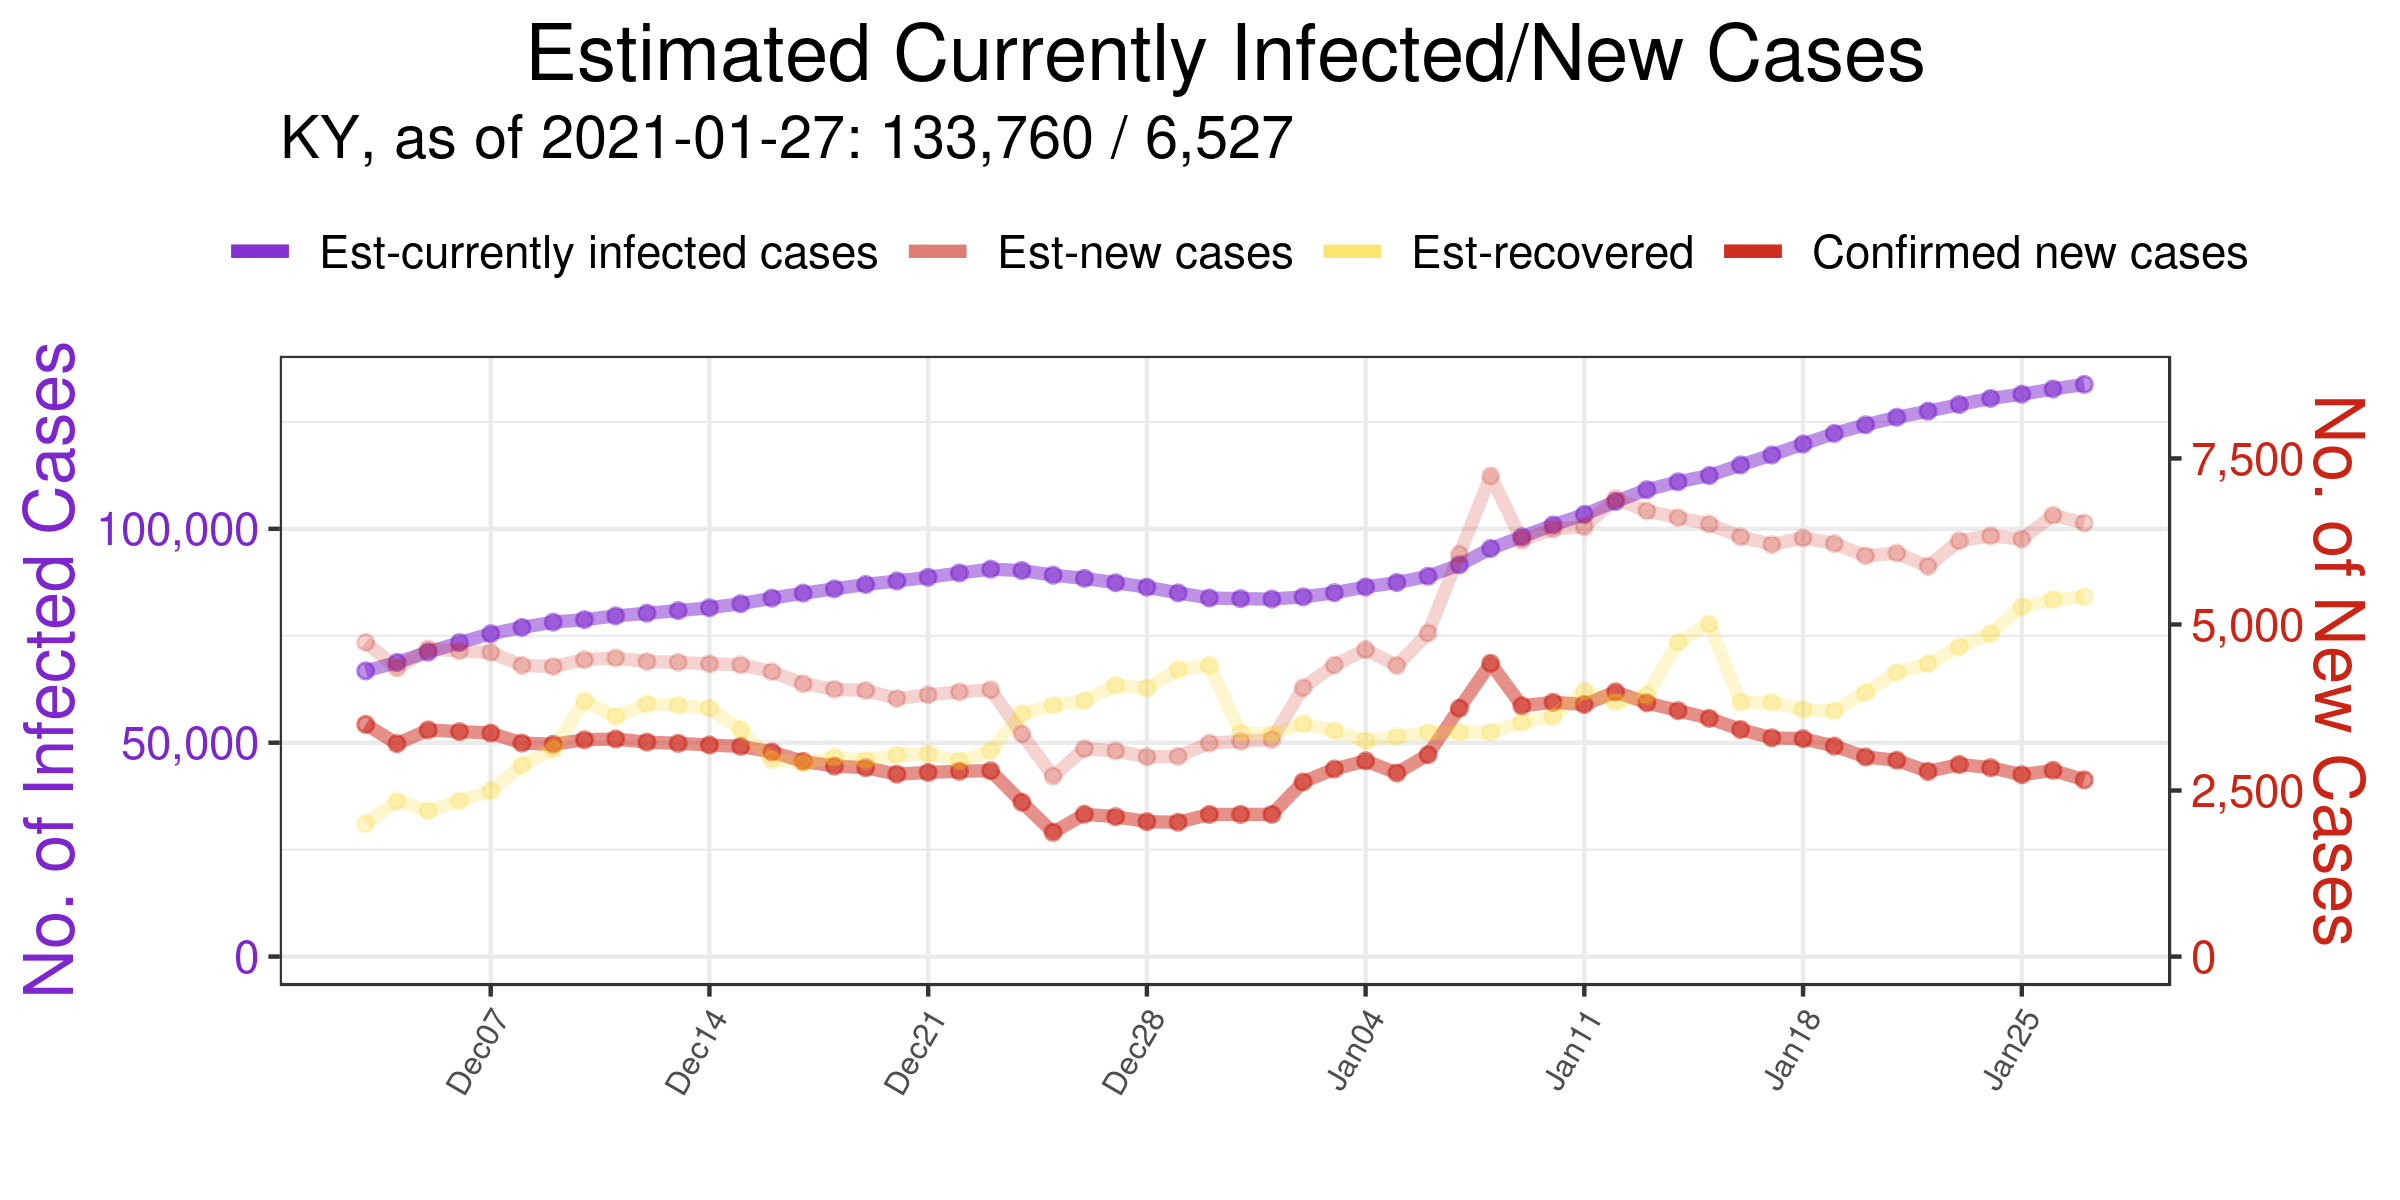 Estimated Currently Infected/New Cases
KY, as of 2021-01-27: 133,760 / 6,527
Est-currently infected cases
Est-new cases
Est-recovered
Confirmed new cases
No. of Infected Cases
100,000
50,000
0
7,500
5,000
2,500
0
No. of New Cases
Dec07
Dec14
Dec21
Dec28
Jan04
Jan11
Jan18
Jan25